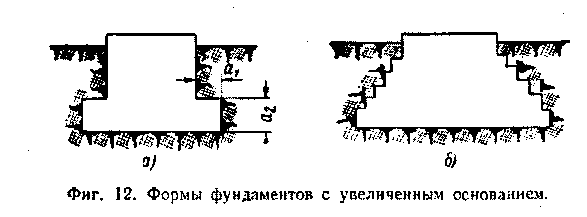 a₁
a₂
а)
б)
Фиг. 12. Формы фундаментов с увеличенным основанием.